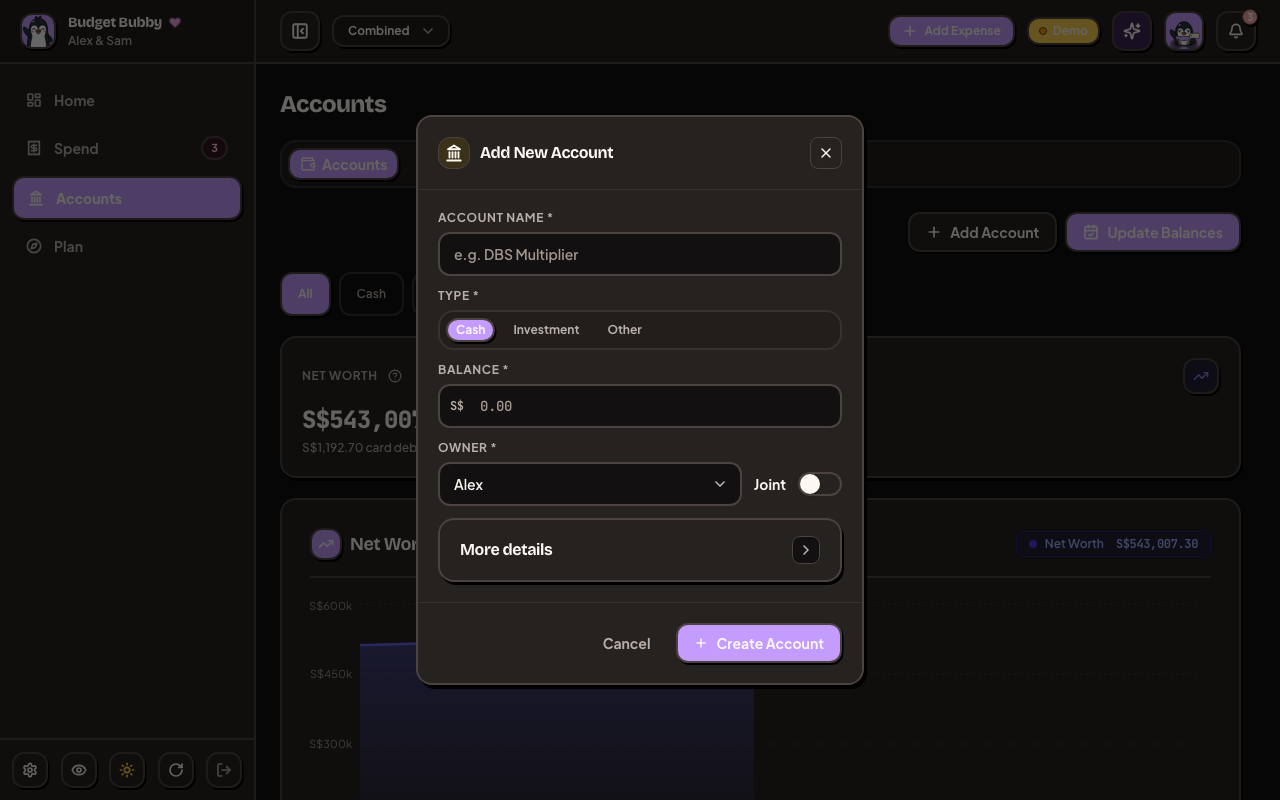 Budget Bubby
Alex & Sam
Combined
Add Expense
Demo
3
Home
Spend
3
Accounts
Plan
Accounts
Accounts
Add Account
Update Balances
All
Cash
NET WORTH
S$543,007
S$1,192.70 card deb
Net Wor
Net Worth S$543,007.30
S$600k
S$450k
S$300k
Add New Account
ACCOUNT NAME *
e.g. DBS Multiplier
TYPE *
Cash
Investment
Other
BALANCE *
S$ 0.00
OWNER *
Alex
Joint
More details
Cancel
Create Account